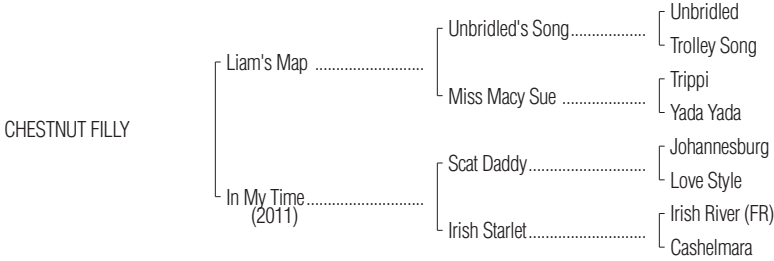 Unbridled
Unbridled's Song..................
Trolley Song
Liam's Map ..........................
Trippi
Miss Macy Sue ....................
Yada Yada
CHESTNUT FILLY
Johannesburg
Scat Daddy............................
Love Style
In My Time............................
(2011)
Irish River (FR)
Irish Starlet............................
Cashelmara